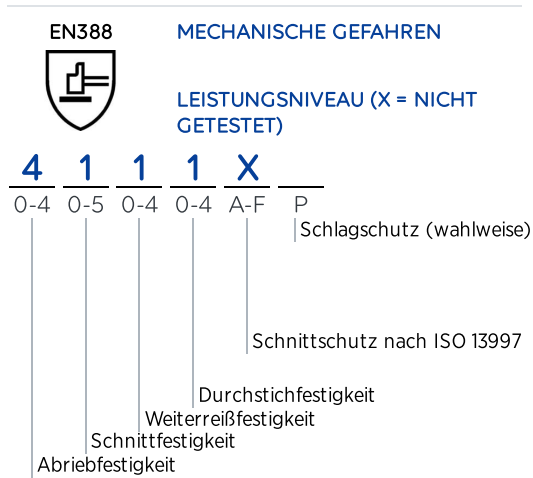 EN388
MECHANISCHE GEFAHREN
LEISTUNGSNIVEAU (X = NICHT
GETESTET)
4 1 1 1 X
0-4 0-5 0-4 0-4 A-F P
Schlagschutz (wahlweise)
Schnittschutz nach ISO 13997
Durchstichfestigkeit
Weiterreißfestigkeit
Schnittfestigkeit
Abriebfestigkeit